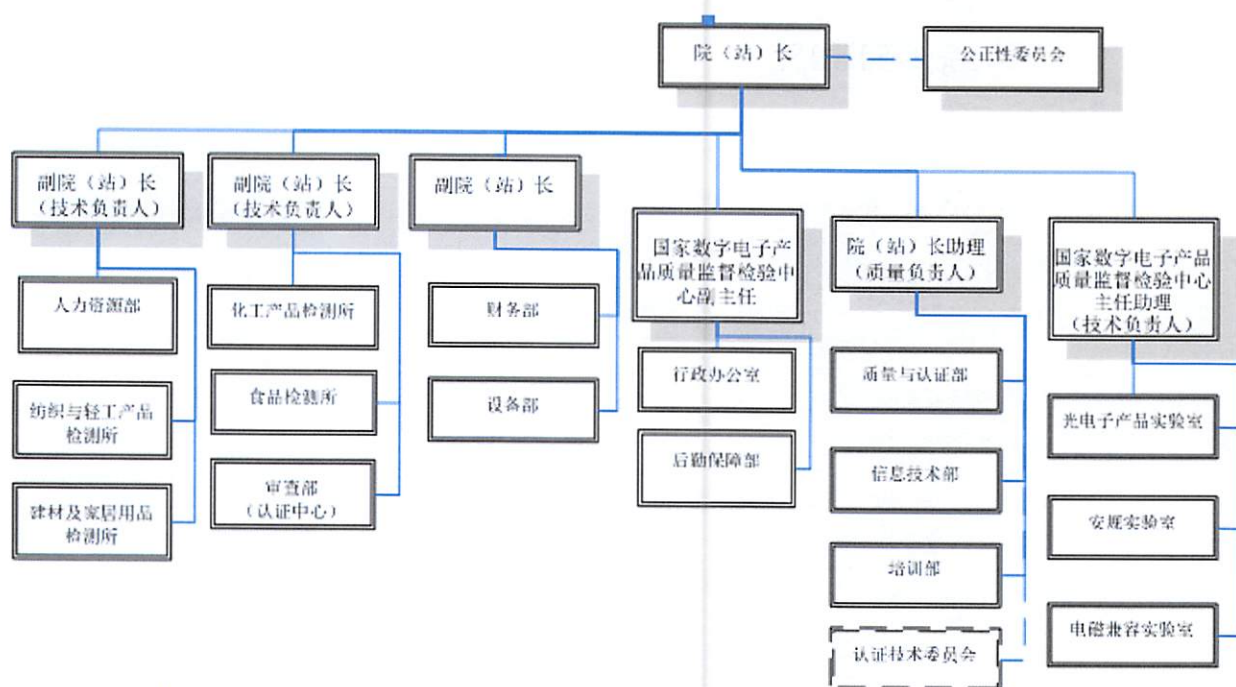 院（站）长
公正性委员会
副院（站）长
（技术负责人）
人力资源部
纺织与轻工产品
检测所
建材及家居用品
检测所
副院（站）长
（技术负责人）
化工产品检测所
食品检测所
审查部
（认证中心）
副院（站）长
财务部
设备部
国家数字电子产
品质量监督检验中
心副主任
行政办公室
后勤保障部
院（站）长助理
（质量负责人）
质量与认证部
信息技术部
培训部
认证技术委员会
国家数字电子产品
质量监督检验中心
主任助理
（技术负责人）
光电子产品实验室
安规实验室
电磁兼容实验室